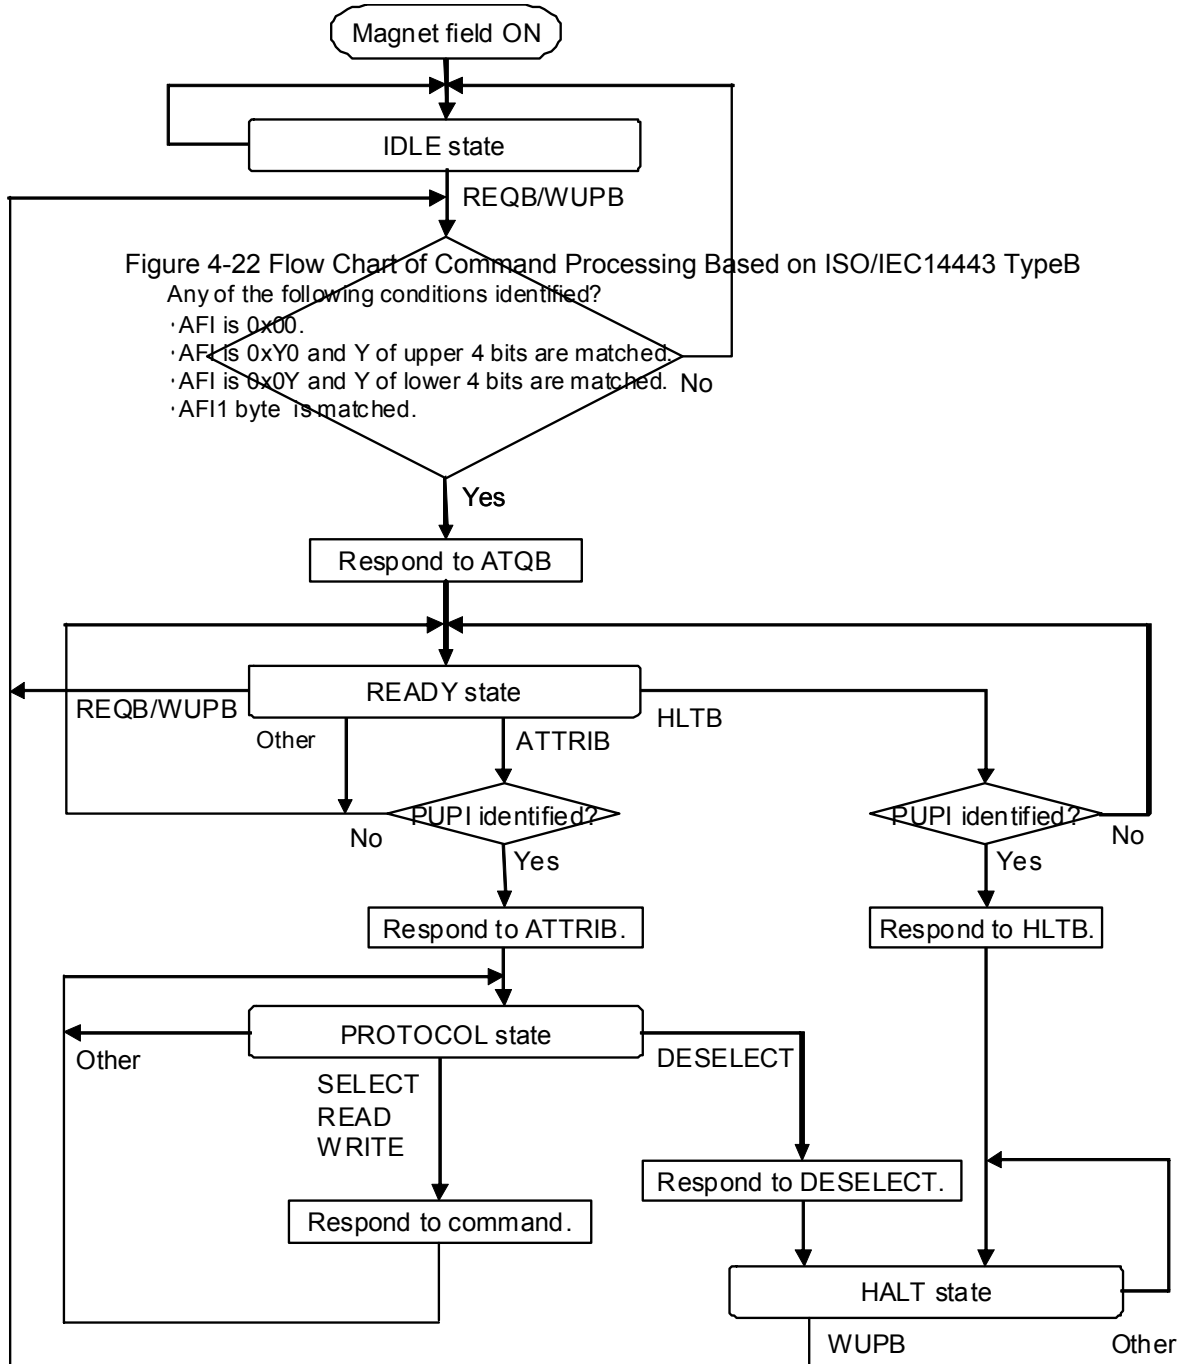 Magnet field ON
IDLE state
REQB/WUPB
Figure 4-22 Flow Chart of Command Processing Based on ISO/IEC14443 TypeB
Any of the following conditions identified?
・AFI is 0x00.
・AFI is 0xY0 and Y of upper 4 bits are matched.
・AFI is 0x0Y and Y of lower 4 bits are matched.
No
・AFI1 byte is matched.
Yes
Respond to ATQB
READY state
REQB/WUPB
HLTB
Other
ATTRIB
PUPI identified?
PUPI identified?
No
No
Yes
Yes
Respond to ATTRIB.
Respond to HLTB.
PROTOCOL state
Other
DESELECT
SELECT
READ
WRITE
Respond to DESELECT.
Respond to command.
HALT state
WUPB
Other